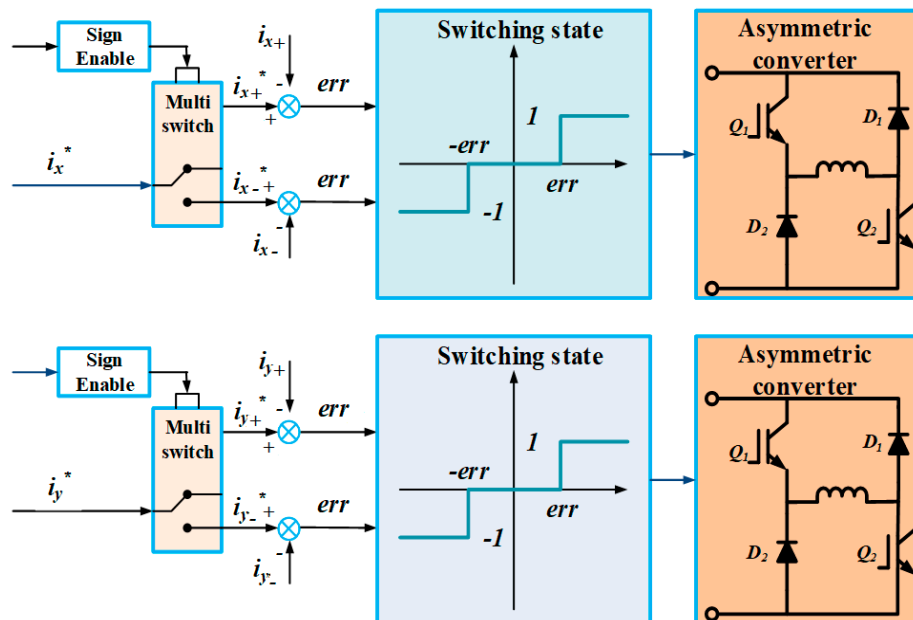 Sign
Enable
Multi
switch
i_x^*
i_{x+}^*
i_{x+}
-
+
err
i_{x-}^*
+
-
i_{x-}
err
Switching state
1
-err
err
-1
Asymmetric
converter
Q_1
D_1
D_2
Q_2
Sign
Enable
Multi
switch
i_y^*
i_{y+}^*
i_{y+}
-
+
err
i_{y-}^*
+
-
i_{y-}
err
Switching state
1
-err
err
-1
Asymmetric
converter
Q_1
D_1
D_2
Q_2